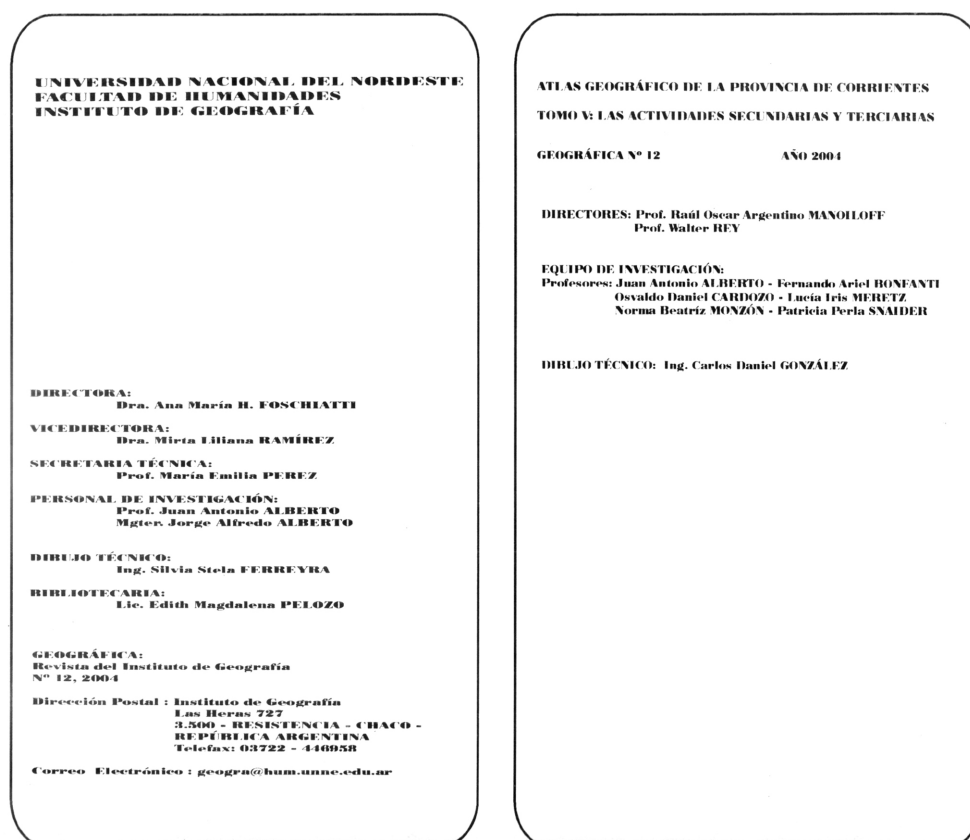 UNIVERSIDAD NACIONAL DEL NORDESTE
FACULTAD DE HUMANIDADES
INSTITUTO DE GEOGRAFÍA
DIRECTORA:
Dra. Ana María H. FOSCHIATTI
VICEDIRECTORA:
Dra. Mirta Liliana RAMÍREZ
SECRETARIA TÉCNICA:
Prof. María Emilia PEREZ
PERSONAL DE INVESTIGACIÓN:
Prof. Juan Antonio ALBERTO
Mgter. Jorge Alfredo ALBERTO
DIBUJO TÉCNICO:
Ing. Silvia Stela FERREYRA
BIBLIOTECARIA:
Lic. Edith Magdalena PELOZO
GEOGRÁFICA:
Revista del Instituto de Geografía
Nº 12, 2004
Dirección Postal : Instituto de Geografía
Las Heras 727
3.500 - RESISTENCIA - CHACO -
REPÚBLICA ARGENTINA
Telefax: 03722 - 446958
Correo Electrónico : geogra@hum.unne.edu.ar
ATLAS GEOGRÁFICO DE LA PROVINCIA DE CORRIENTES
TOMO V: LAS ACTIVIDADES SECUNDARIAS Y TERCIARIAS
GEOGRÁFICA Nº 12 AÑO 2004
DIRECTORES: Prof. Raúl Oscar Argentino MANOILOFF
Prof. Walter REY
EQUIPO DE INVESTIGACIÓN:
Profesores: Juan Antonio ALBERTO - Fernando Ariel BONFANTI
Osvaldo Daniel CARDOZO - Lucía Iris MERETZ
Norma Beatríz MONZÓN - Patricia Perla SNAIDER
DIBUJO TÉCNICO: Ing. Carlos Daniel GONZÁLEZ